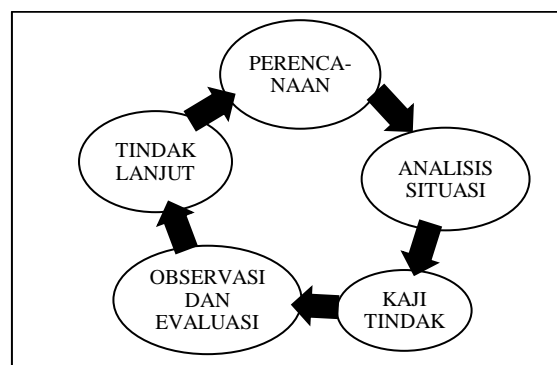 PERENCA-
NAAN
ANALISIS
SITUASI
KAJI
TINDAK
OBSERVASI
DAN
EVALUASI
TINDAK
LANJUT